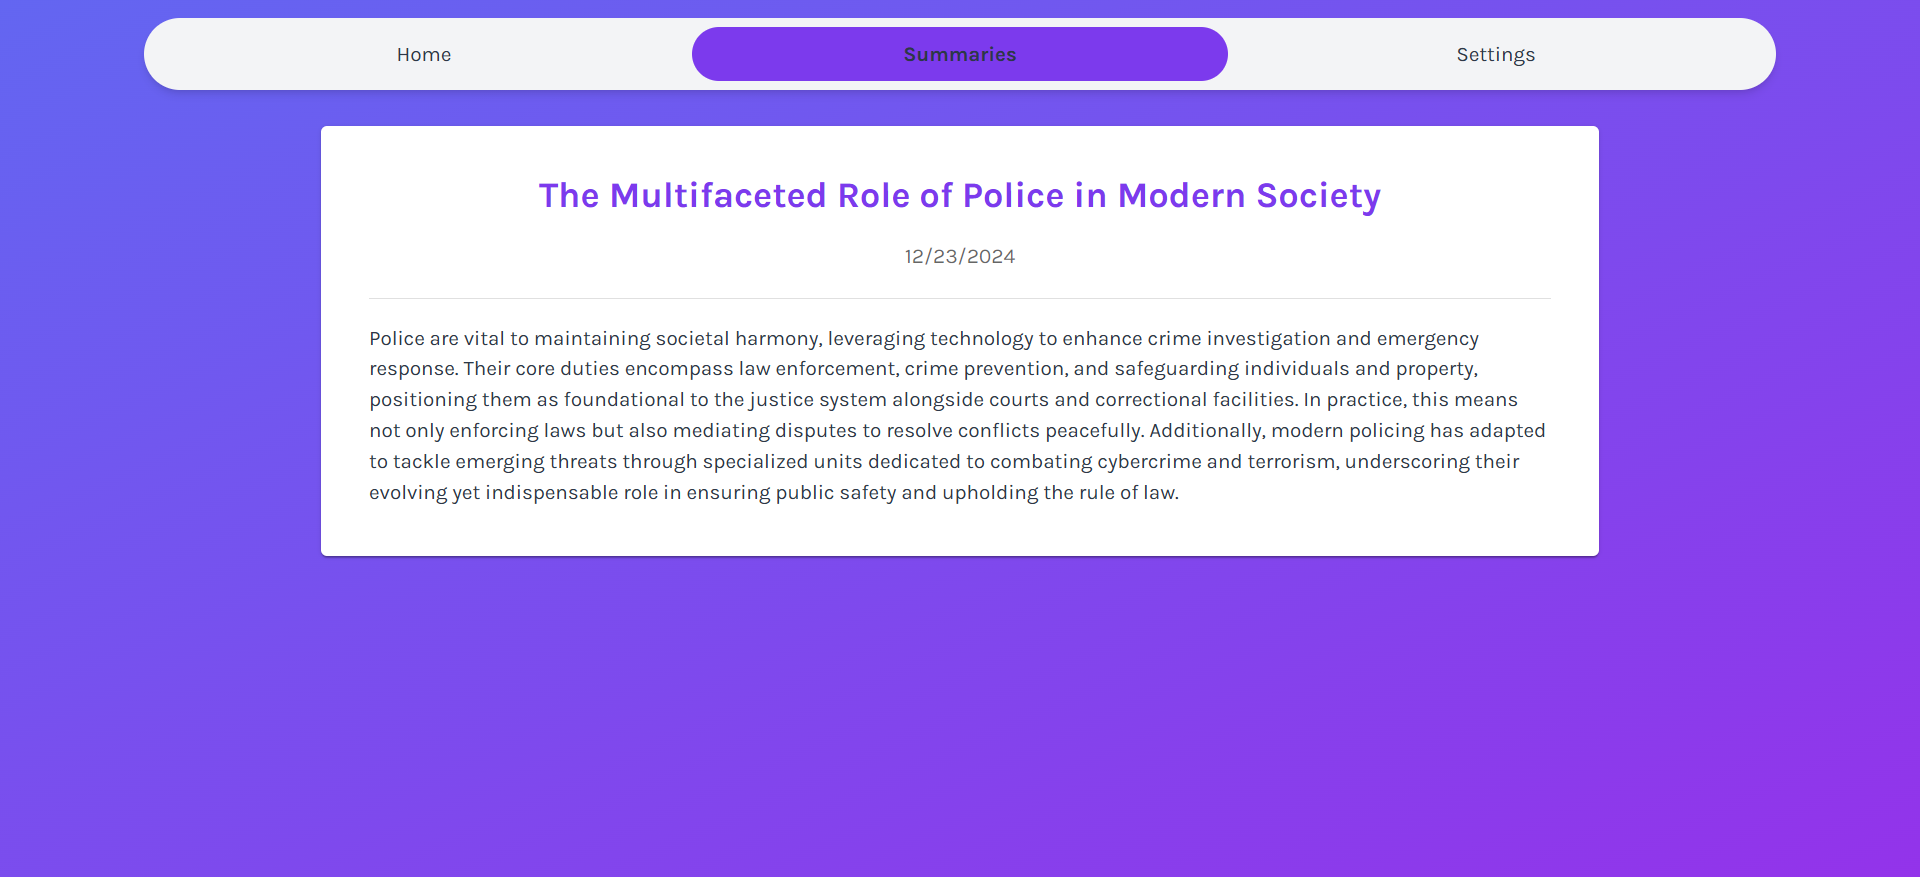 Home
Summaries
Settings
The Multifaceted Role of Police in Modern Society
12/23/2024
Police are vital to maintaining societal harmony, leveraging technology to enhance crime investigation and emergency
response. Their core duties encompass law enforcement, crime prevention, and safeguarding individuals and property,
positioning them as foundational to the justice system alongside courts and correctional facilities. In practice, this means
not only enforcing laws but also mediating disputes to resolve conflicts peacefully. Additionally, modern policing has adapted
to tackle emerging threats through specialized units dedicated to combating cybercrime and terrorism, underscoring their
evolving yet indispensable role in ensuring public safety and upholding the rule of law.